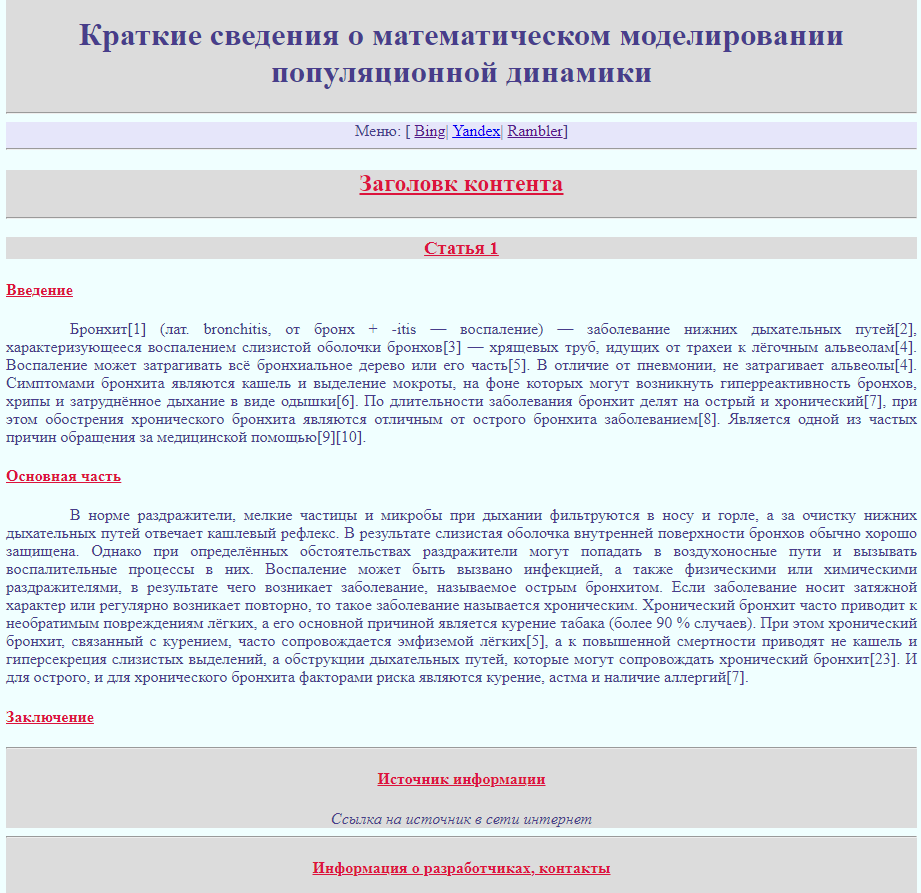 Краткие сведения о математическом моделировании
популяционной динамики
Меню: [ Bing| Yandex| Rambler]
Заголовк контента
Статья 1
Введение
Бронхит[1] (лат. bronchitis, от бронх + -itis — воспаление) — заболевание нижних дыхательных путей[2],
характеризующееся воспалением слизистой оболочки бронхов[3] — хрящевых труб, идущих от трахеи к лёгочным альвеолам[4].
Воспаление может затрагивать всё бронхиальное дерево или его часть[5]. В отличие от пневмонии, не затрагивает альвеолы[4].
Симптомами бронхита являются кашель и выделение мокроты, на фоне которых могут возникнуть гиперреактивность бронхов,
хрипы и затруднённое дыхание в виде одышки[6]. По длительности заболевания бронхит делят на острый и хронический[7], при
этом обострения хронического бронхита являются отличным от острого бронхита заболеванием[8]. Является одной из частых
причин обращения за медицинской помощью[9][10].
Основная часть
В норме раздражители, мелкие частицы и микробы при дыхании фильтруются в носу и горле, а за очистку нижних
дыхательных путей отвечает кашлевый рефлекс. В результате слизистая оболочка внутренней поверхности бронхов обычно хорошо
защищена. Однако при определённых обстоятельствах раздражители могут попадать в воздухоносные пути и вызывать
воспалительные процессы в них. Воспаление может быть вызвано инфекцией, а также физическими или химическими
раздражителями, в результате чего возникает заболевание, называемое острым бронхитом. Если заболевание носит затяжной
характер или регулярно возникает повторно, то такое заболевание называется хроническим. Хронический бронхит часто приводит к
необратимым повреждениям лёгких, а его основной причиной является курение табака (более 90 % случаев). При этом хронический
бронхит, связанный с курением, часто сопровождается эмфиземой лёгких[5], а к повышенной смертности приводят не кашель и
гиперсекреция слизистых выделений, а обструкции дыхательных путей, которые могут сопровождать хронический бронхит[23]. И
для острого, и для хронического бронхита факторами риска являются курение, астма и наличие аллергий[7].
Заключение
Источник информации
Ссылка на источник в сети интернет
Информация о разработчиках, контакты